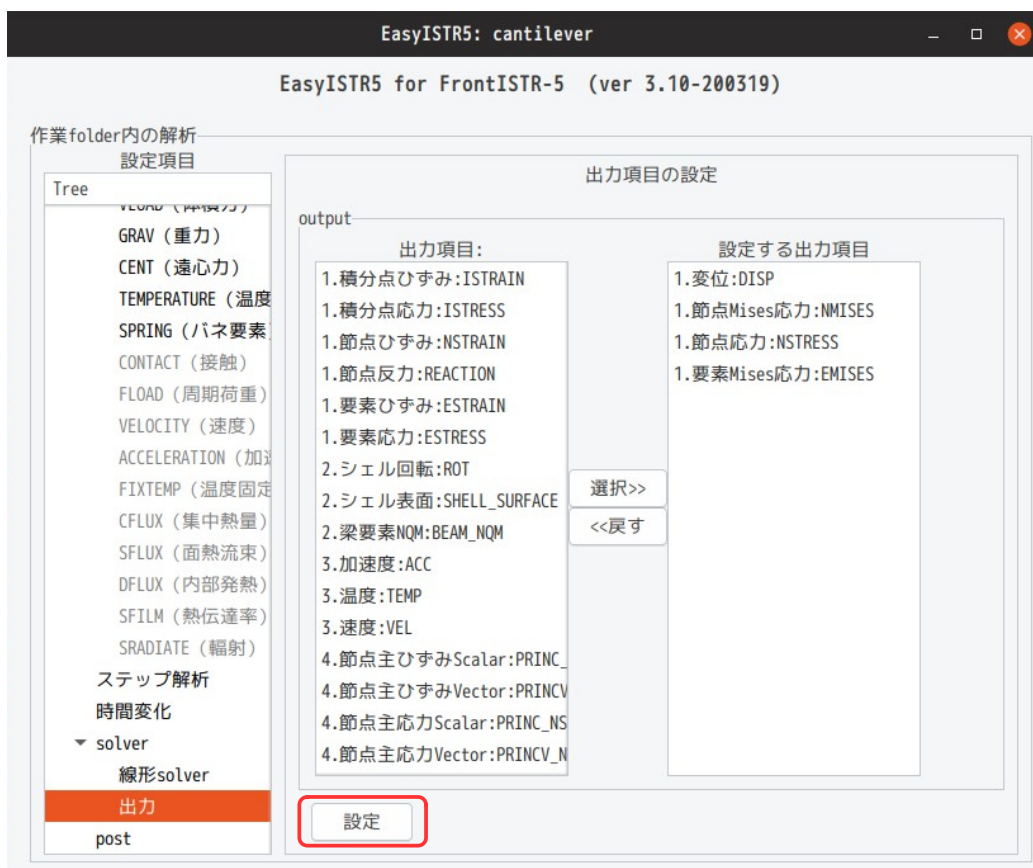 EasyISTR5: cantilever
EasyISTR5 for FrontISTR-5 (ver 3.10-200319)
作業folder内の解析
設定項目
Tree
GRAV (重力)
CENT (遠心力)
TEMPERATURE (温度
SPRING (バネ要素
CONTACT (接触)
FLOAD (周期荷重)
VELOCITY (速度)
ACCELERATION (加速
FIXTEMP (温度固定
CFLUX (集中熱量)
SFLUX (面熱流束)
DFLUX (内部発熱)
SFILM (熱伝達率)
SRADIATE (輻射)
ステップ解析
時間変化
solver
線形solver
出力
post
出力項目の設定
output
出力項目:
1.積分点ひずみ:ISTRAIN
1.積分点応力:ISTRESS
1.節点ひずみ:NSTRAIN
1.節点反力:REACTION
1.要素ひずみ:ESTRAIN
1.要素応力:ESTRESS
2.シェル回転:ROT
2.シェル表面:SHELL_SURFACE
2.梁要素NQM:BEAM_NQM
3.加速度:ACC
3.温度:TEMP
3.速度:VEL
4.節点主ひずみScalar:PRINC_
4.節点主ひずみVector:PRINCV
4.節点主応力Scalar:PRINC_NS
4.節点主応力Vector:PRINCV_N
選択>>
<<戻す
設定する出力項目
1.変位:DISP
1.節点Mises応力:NMISES
1.節点応力:NSTRESS
1.要素Mises応力:EMISES
設定